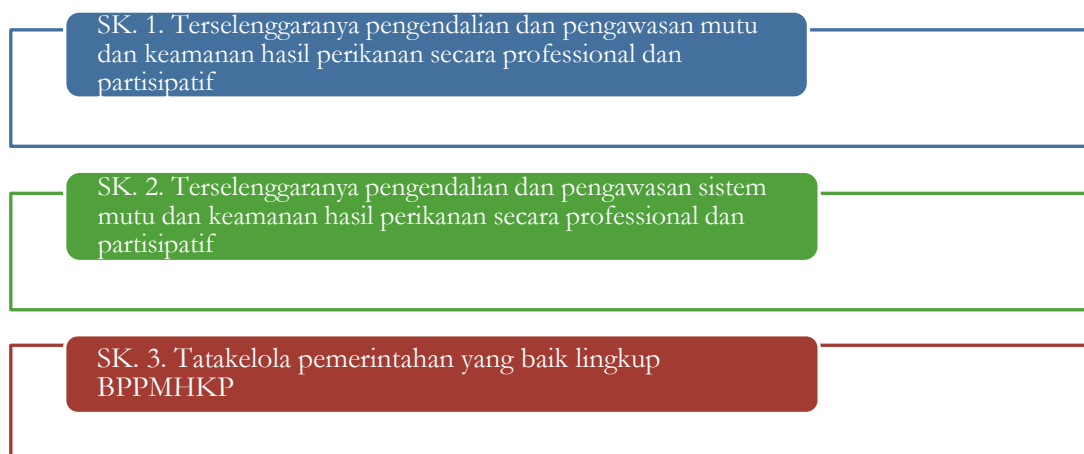 SK. 1. Terselenggaranya pengendalian dan pengawasan mutu
dan keamanan hasil perikanan secara professional dan
partisipatif
SK. 2. Terselenggaranya pengendalian dan pengawasan sistem
mutu dan keamanan hasil perikanan secara professional dan
partisipatif
SK. 3. Tatakelola pemerintahan yang baik lingkup
BPPMHKP